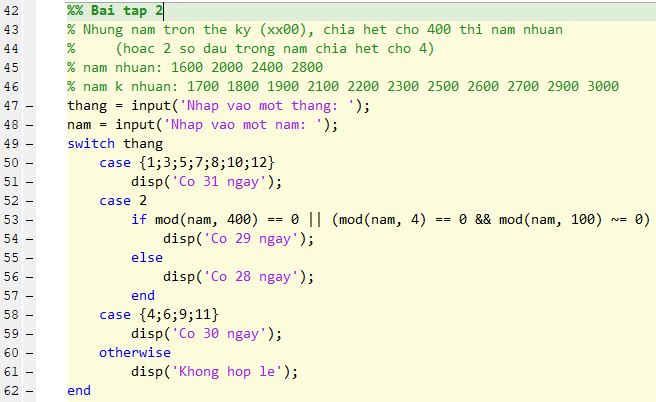 42 %% Bai tap 2
43 % Nhung nam tron the ky (xx00), chia het cho 400 thi nam nhuan
44 %     (hoac 2 so dau trong nam chia het cho 4)
45 % nam nhuan: 1600 2000 2400 2800
46 % nam k nhuan: 1700 1800 1900 2100 2200 2300 2500 2600 2700 2900 3000
47 – thang = input('Nhap vao mot thang: ');
48 – nam = input('Nhap vao mot nam: ');
49 – switch thang
50 –     case {1;3;5;7;8;10;12}
51 –         disp('Co 31 ngay');
52 –     case 2
53 –         if mod(nam, 400) == 0 || (mod(nam, 4) == 0 && mod(nam, 100) ~= 0)
54 –             disp('Co 29 ngay');
55 –         else
56 –             disp('Co 28 ngay');
57 –         end
58 –     case {4;6;9;11}
59 –         disp('Co 30 ngay');
60 –     otherwise
61 –         disp('Khong hop le');
62 – end